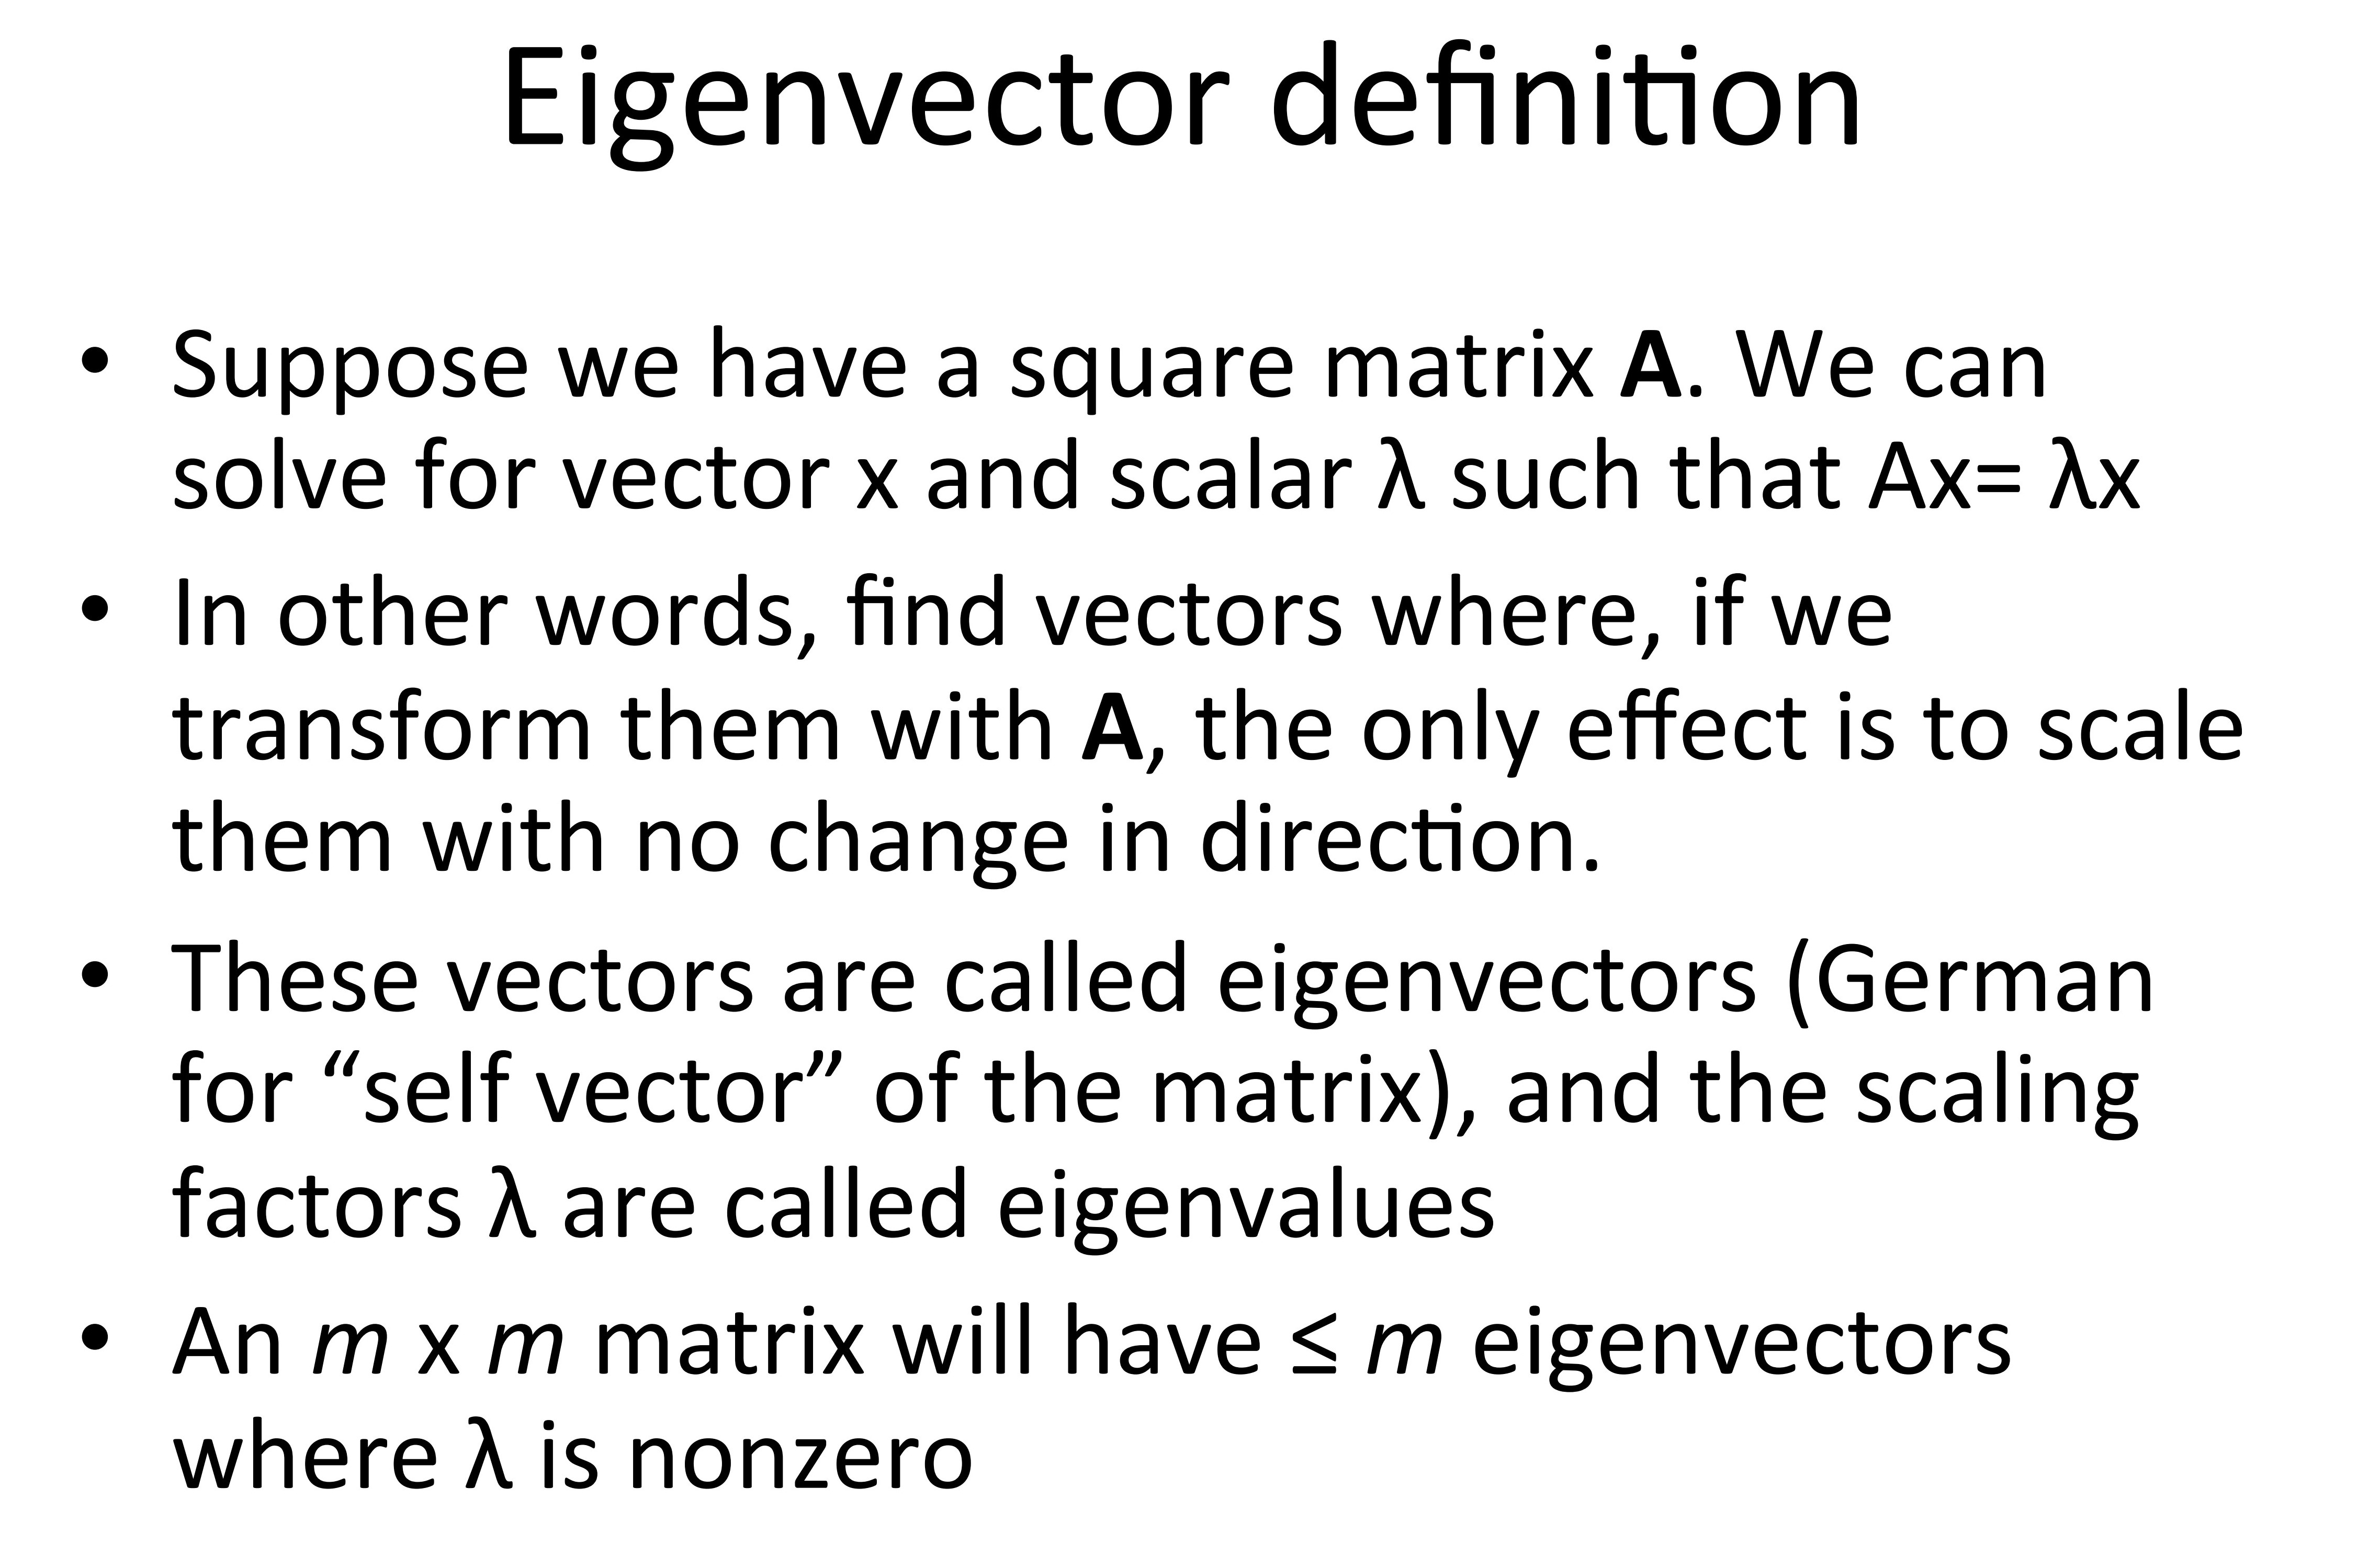 Eigenvector definition
• Suppose we have a square matrix A. We can
solve for vector x and scalar λ such that Ax= λx
• In other words, find vectors where, if we
transform them with A, the only effect is to scale
them with no change in direction.
• These vectors are called eigenvectors (German
for “self vector” of the matrix), and the scaling
factors λ are called eigenvalues
• An m x m matrix will have ≤ m eigenvectors
where λ is nonzero